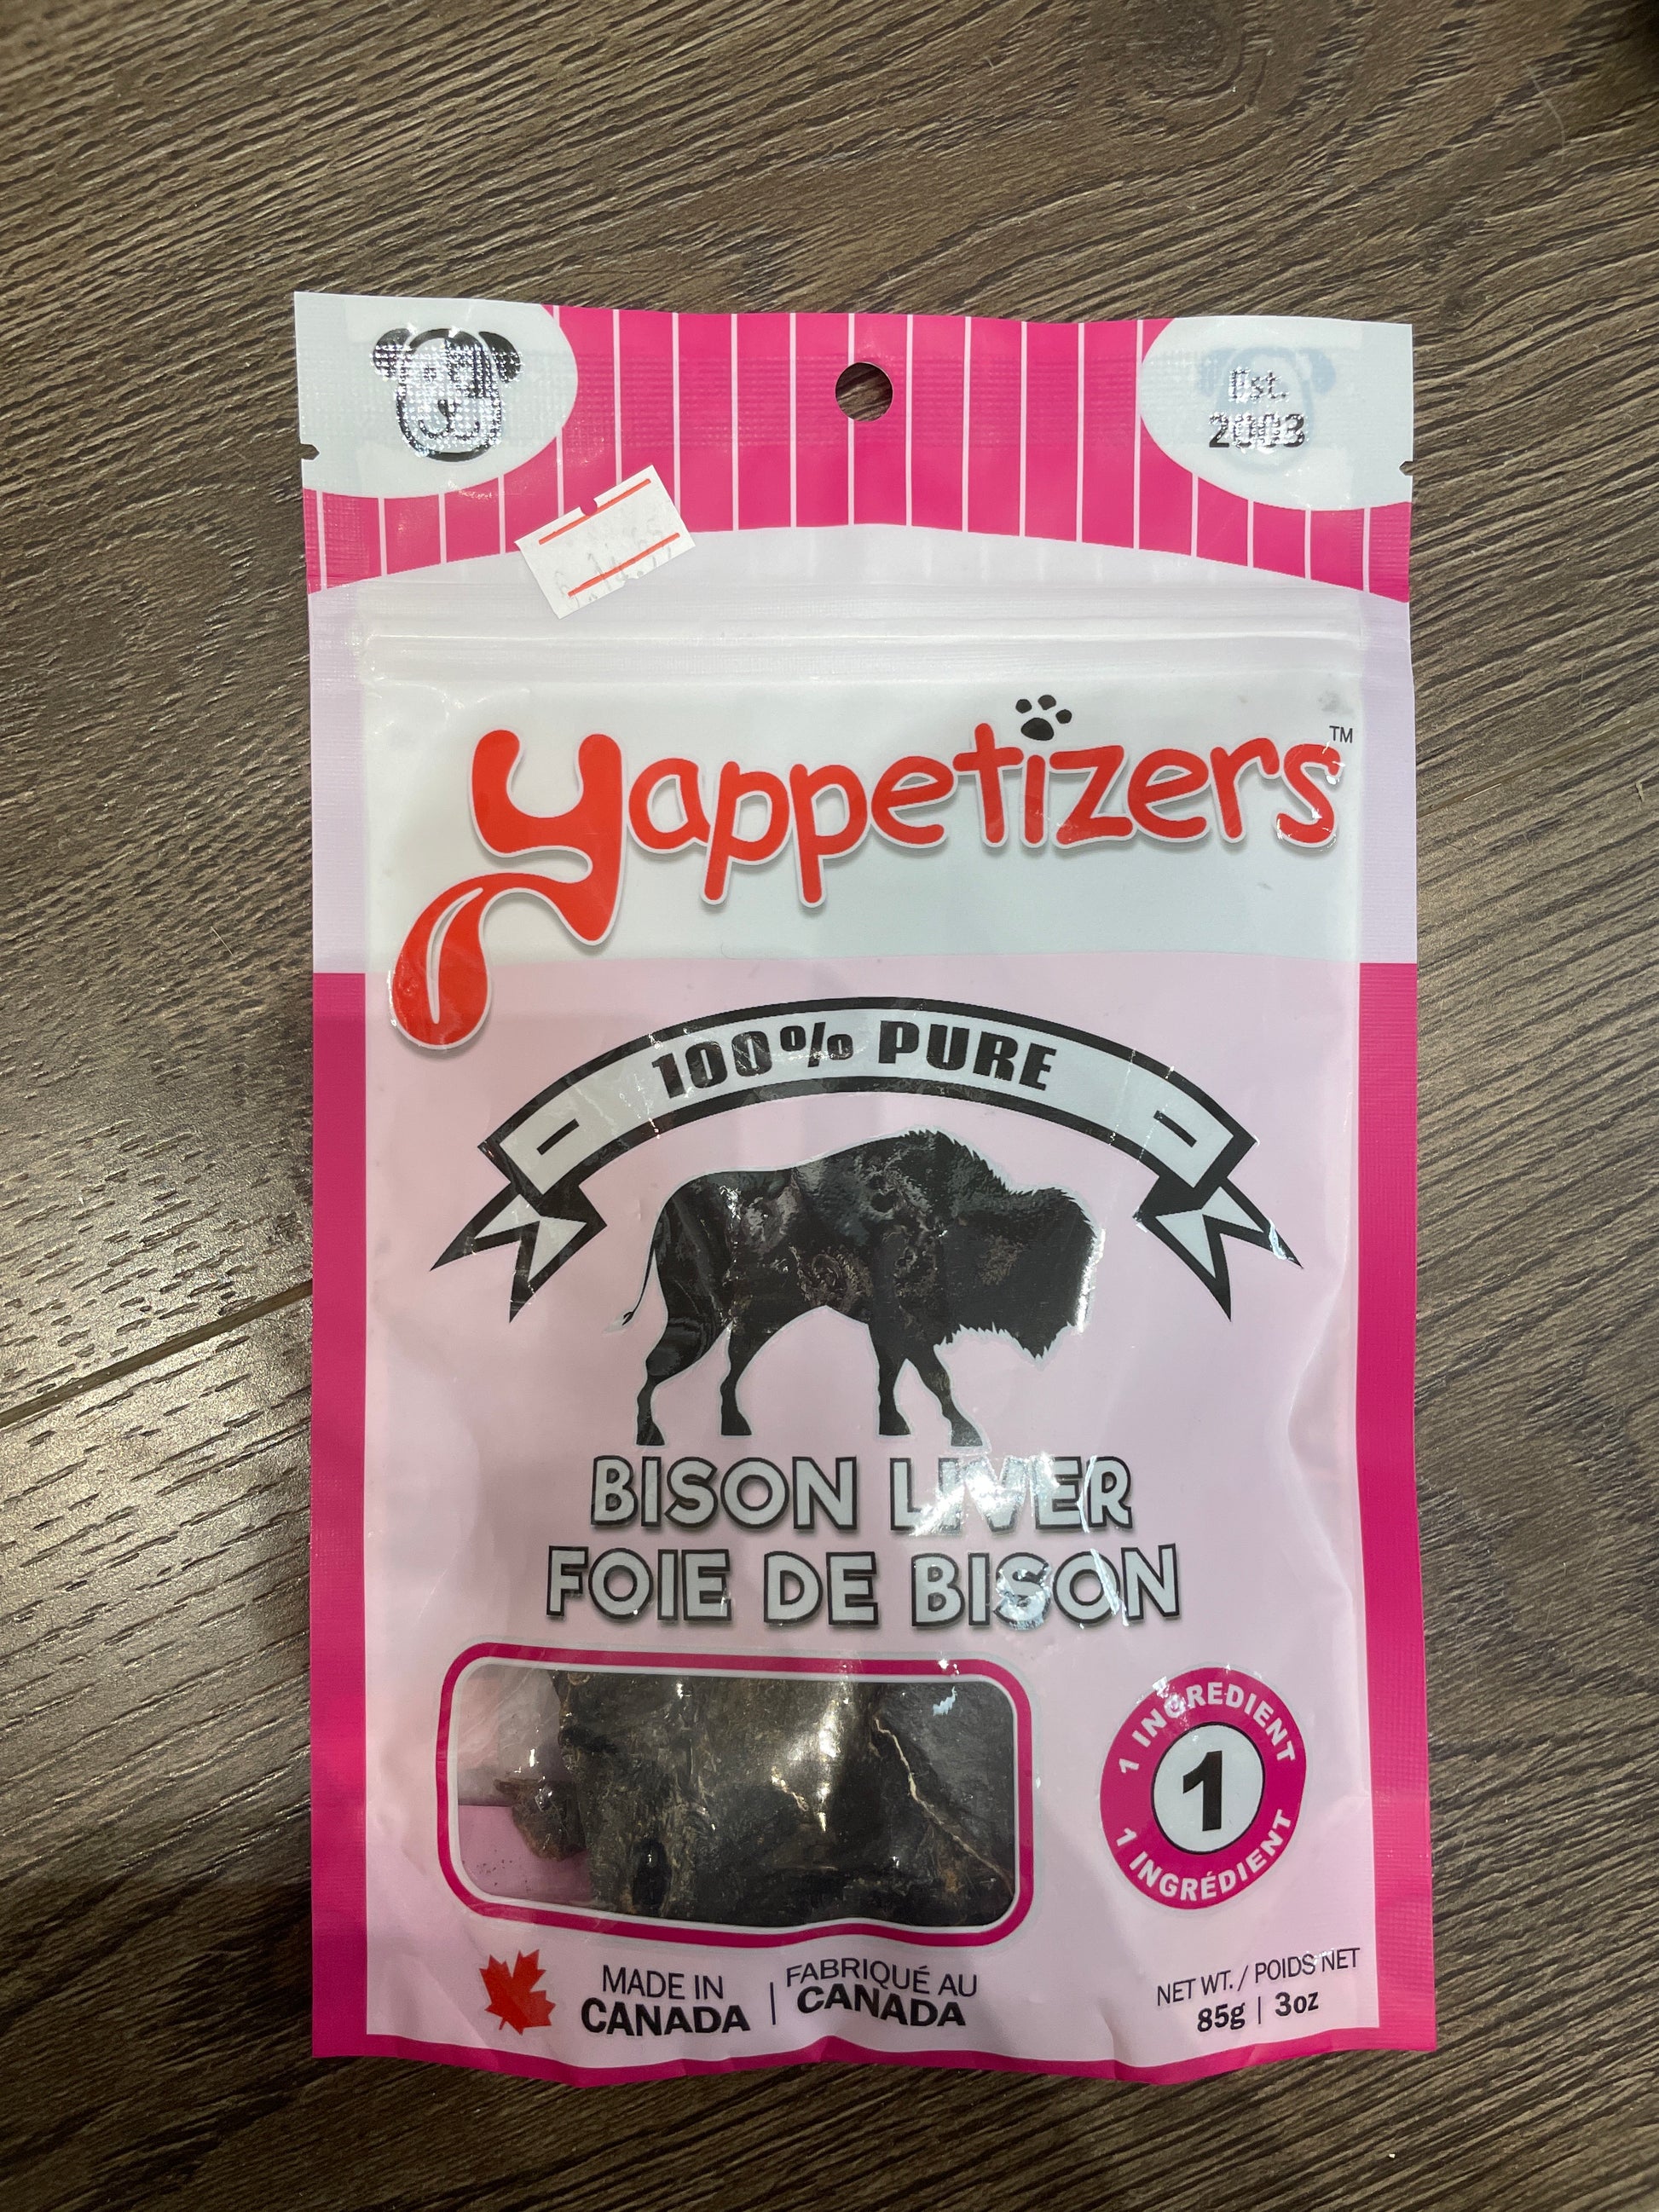 Est.
2003
Yappetizers™
100% PURE
BISON LIVER
FOIE DE BISON
1 INGREDIENT
1
1 INGRÉDIENT
MADE IN
CANADA
FABRIQUÉ AU
CANADA
NET WT. / POIDS NET
85g | 3oz